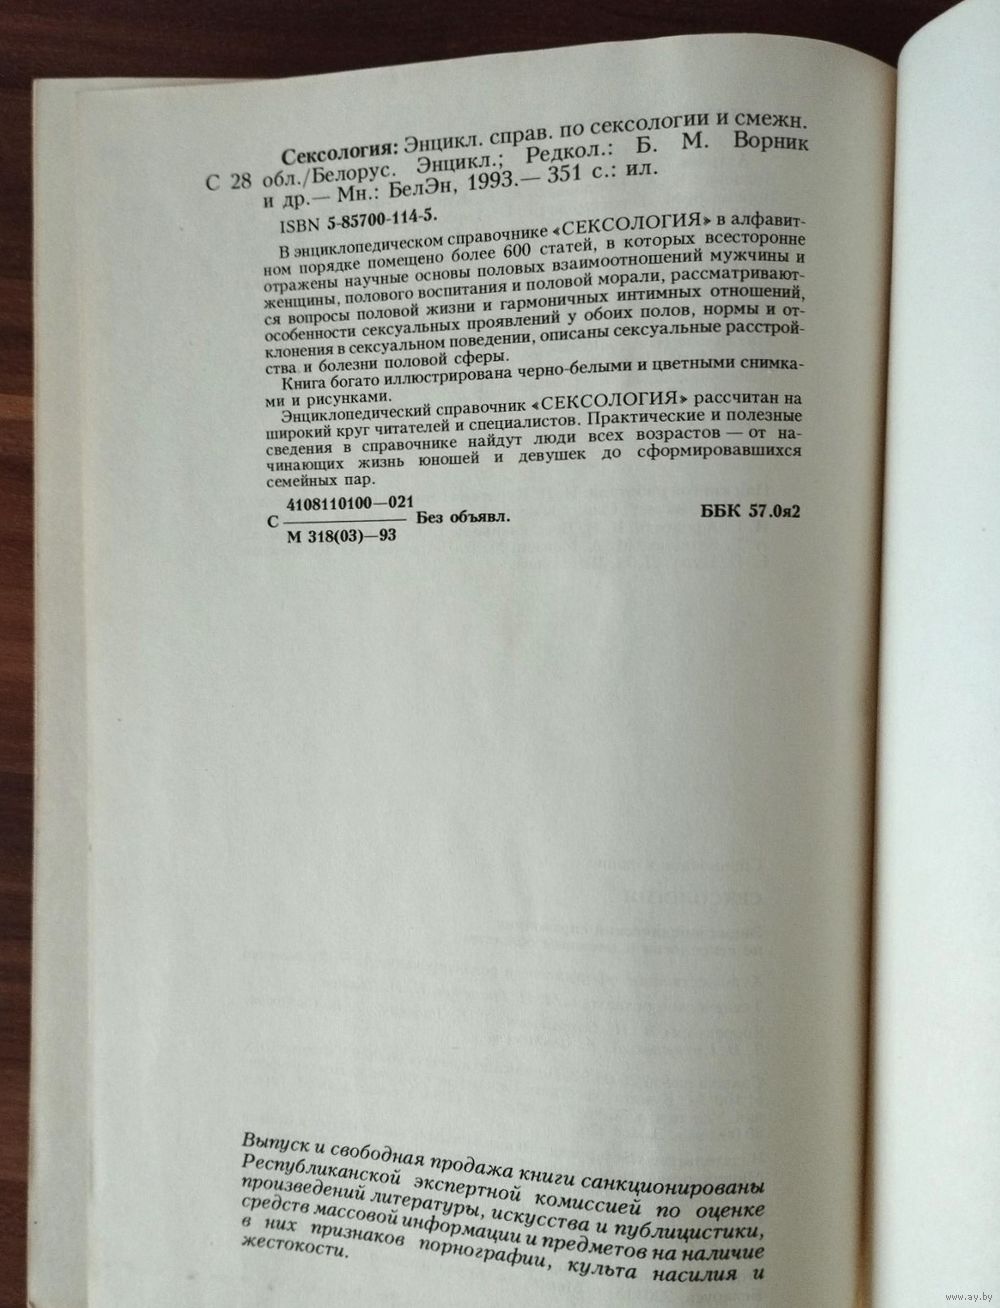 Сексология: Энцикл. справ. по сексологии и смежн.
С 28 обл./Белорус. Энцикл.; Редкол.: Б. М. Ворник
и др.— Мн.: БелЭн, 1993.— 351 с.: ил.
ISBN 5-85700-114-5.
В энциклопедическом справочнике «СЕКСОЛОГИЯ» в алфавит-
ном порядке помещено более 600 статей, в которых всесторонне
отражены научные основы половых взаимоотношений мужчины и
женщины, полового воспитания и половой морали, рассматривают-
ся вопросы половой жизни и гармоничных интимных отношений,
особенности сексуальных проявлений у обоих полов, нормы и от-
клонения в сексуальном поведении, описаны сексуальные расстрой-
ства и болезни половой сферы.
Книга богато иллюстрирована черно-белыми и цветными снимка-
ми и рисунками.
Энциклопедический справочник «СЕКСОЛОГИЯ» рассчитан на
широкий круг читателей и специалистов. Практические и полезные
сведения в справочнике найдут люди всех возрастов — от на-
чинающих жизнь юношей и девушек до сформировавшихся
семейных пар.
4108110100—021
С Без объявл. ББК 57.0я2
М 318(03)—93
Выпуск и свободная продажа книги санкционированы
Республиканской экспертной комиссией по оценке
произведений литературы, искусства и публицистики,
средств массовой информации и предметов на наличие
в них признаков порнографии, культа насилия и
жестокости.
www.ay.by